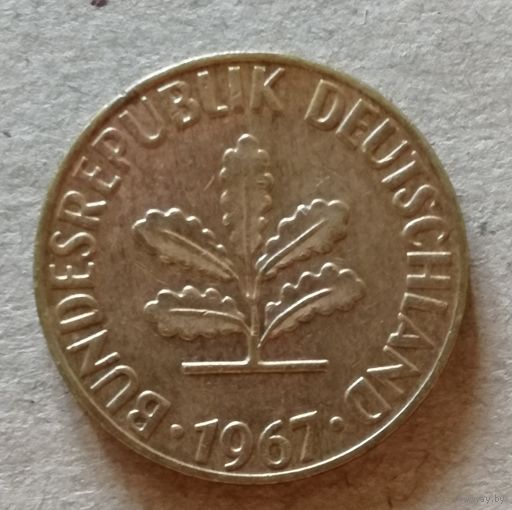 BUNDESREPUBLIK DEUTSCHLAND
· 1967 ·